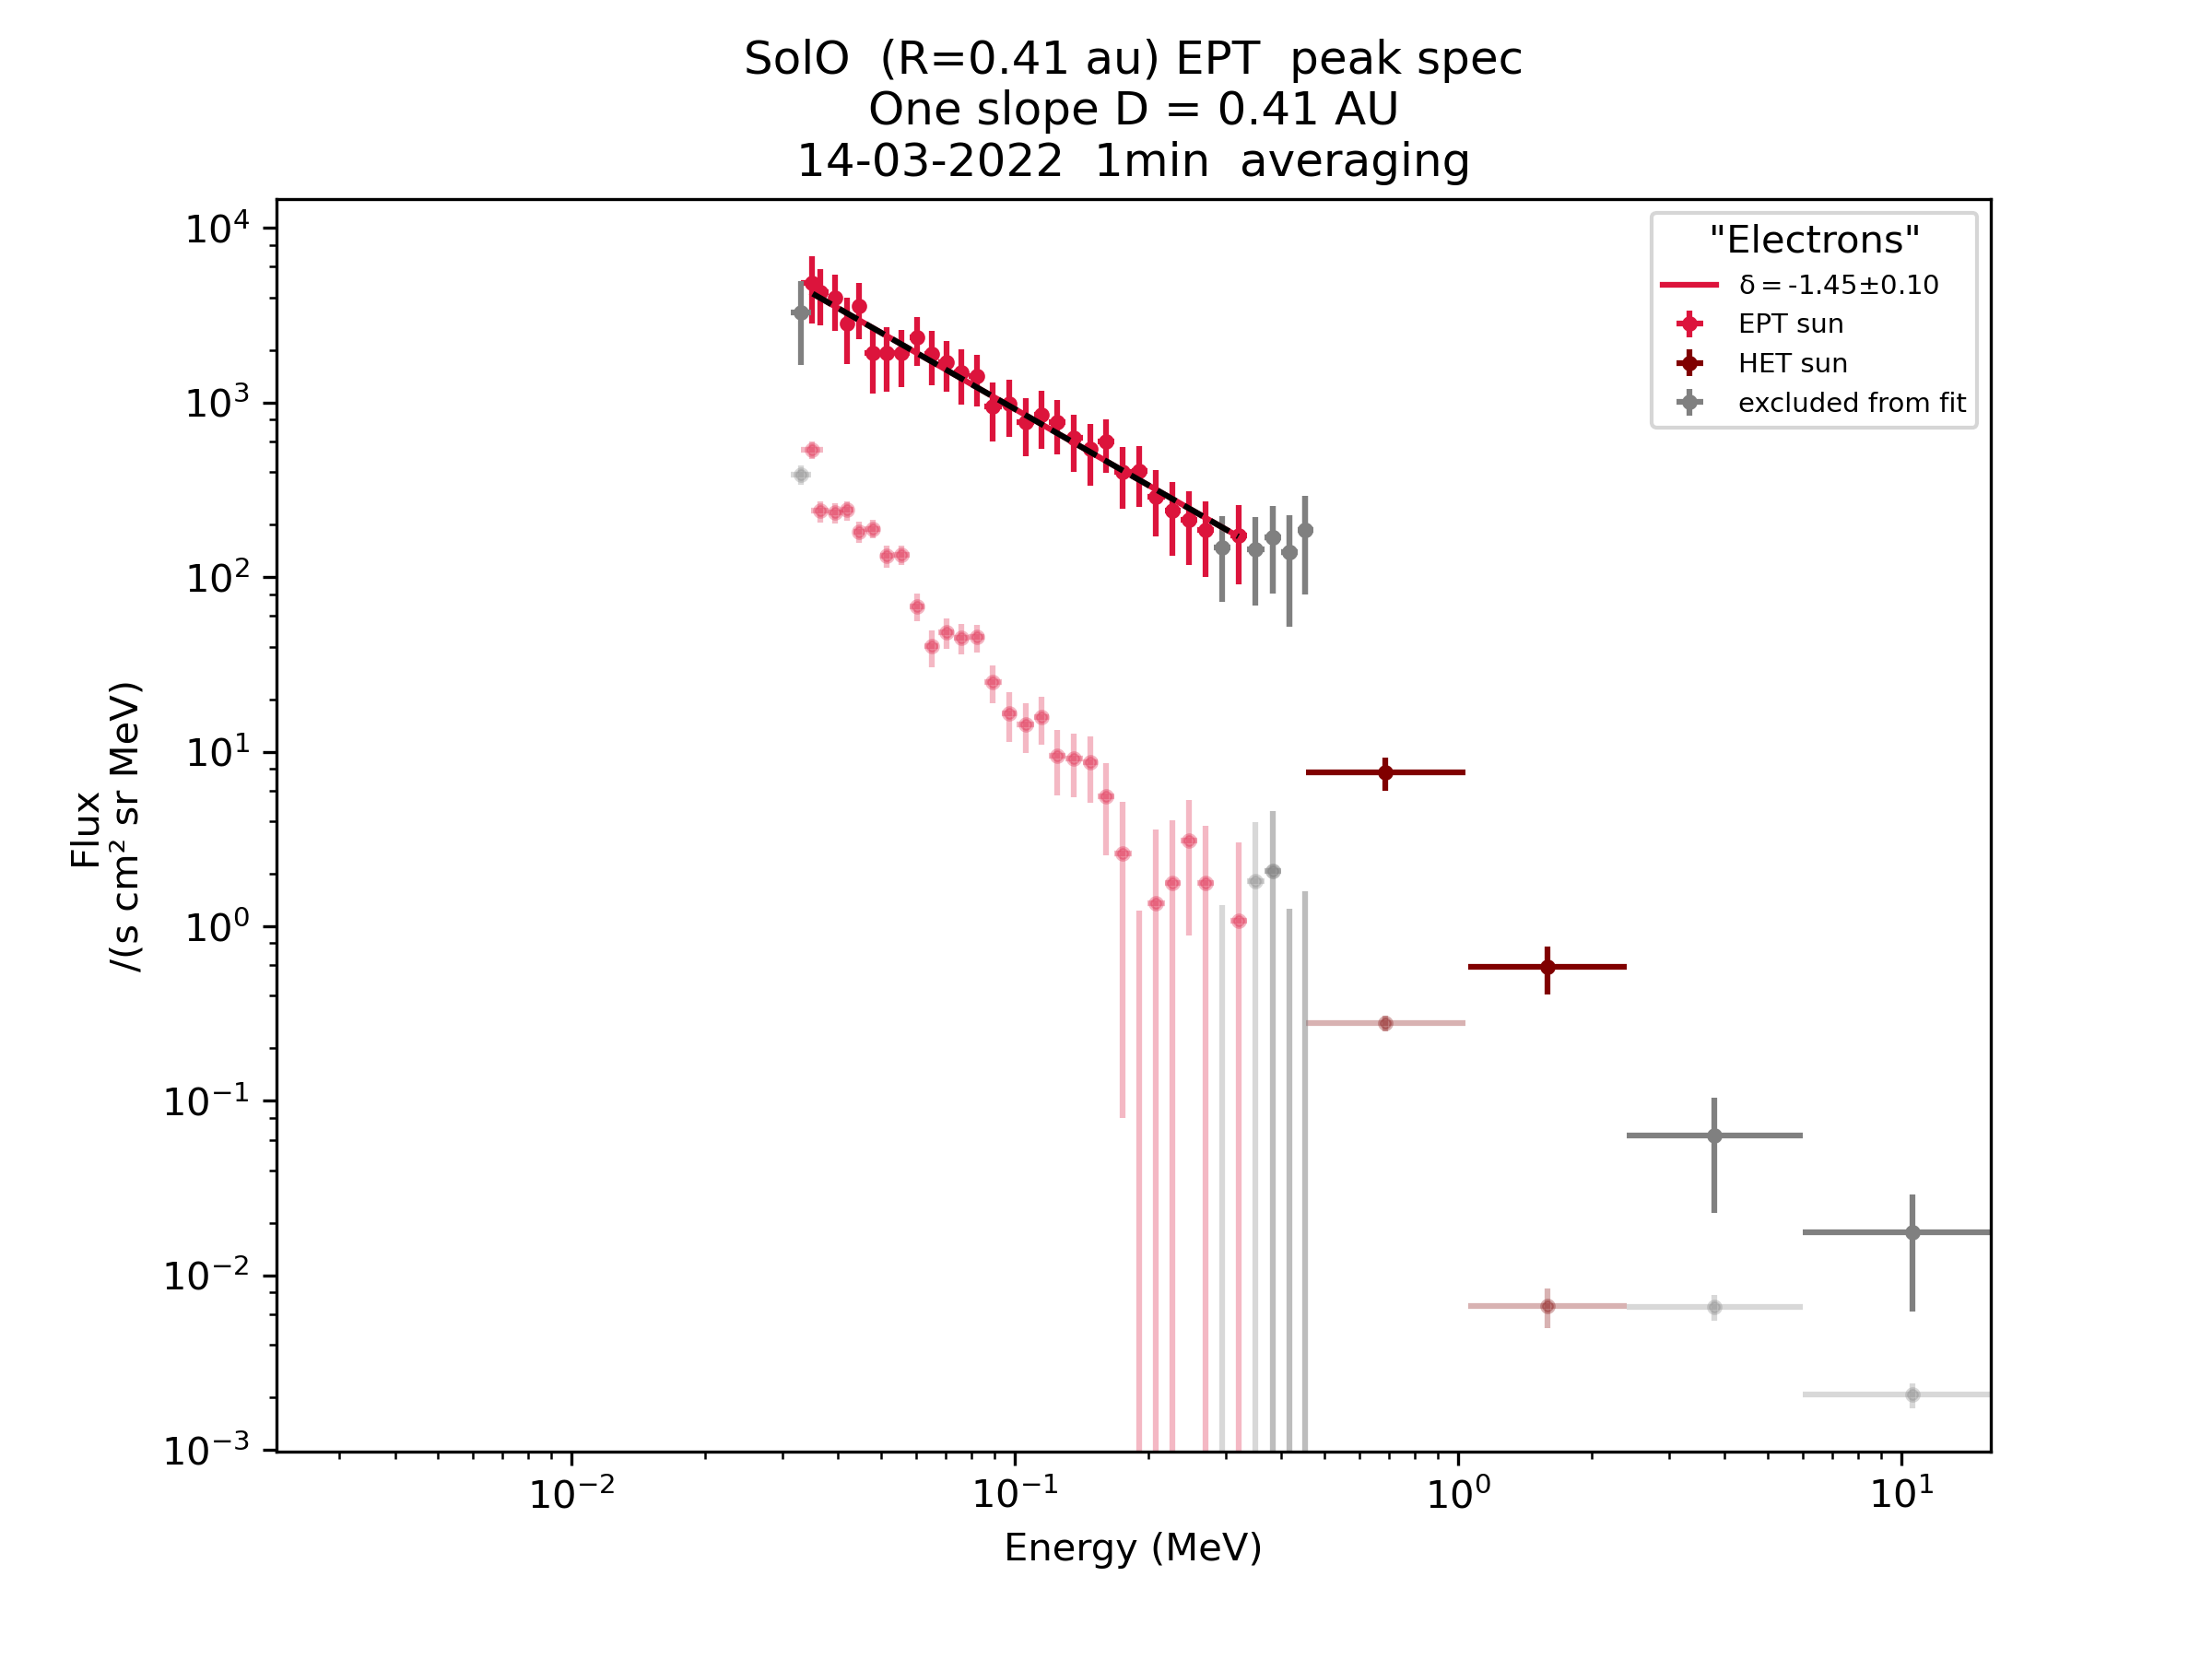 SolO  (R=0.41 au) EPT  peak spec
One slope D = 0.41 AU
14-03-2022  1min  averaging
"Electrons"
δ = -1.45±0.10
EPT sun
HET sun
excluded from fit
10⁴
10³
10²
10¹
10⁰
10⁻¹
10⁻²
10⁻³
Flux
/(s cm² sr MeV)
10⁻²
10⁻¹
10⁰
10¹
Energy (MeV)